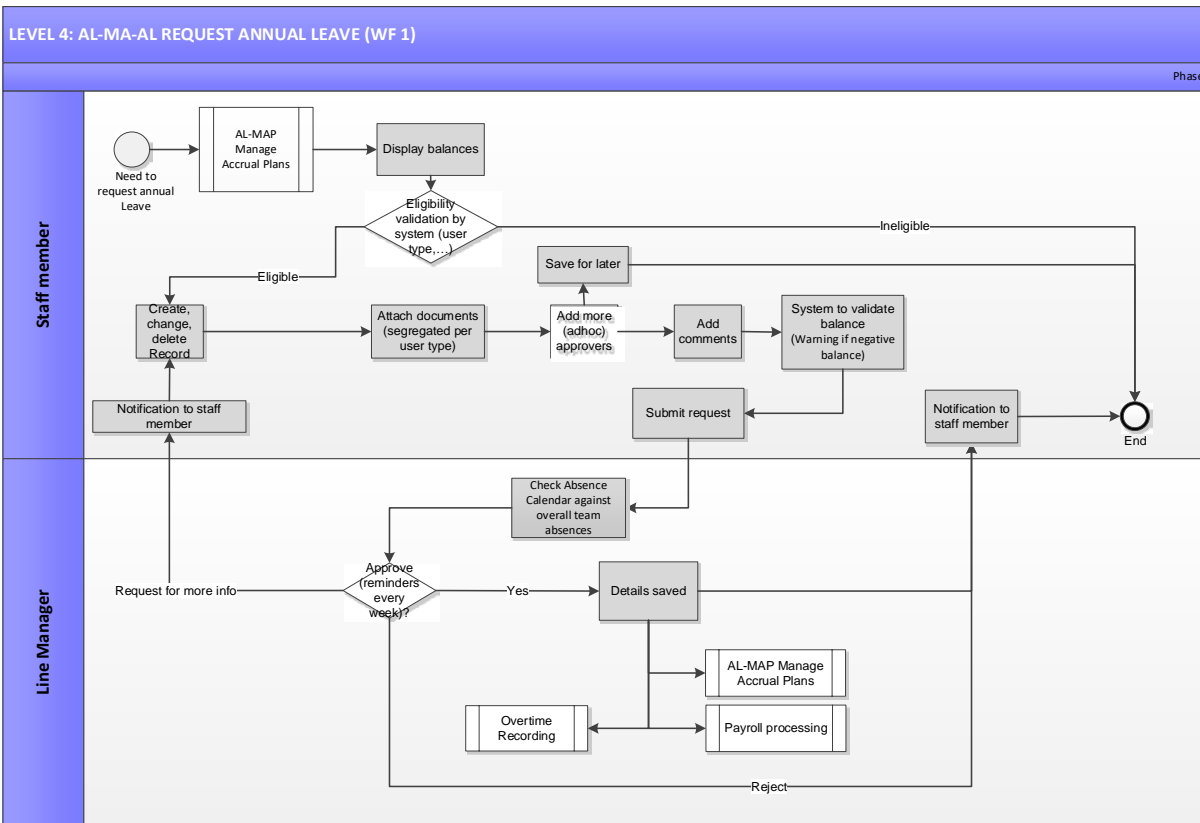 LEVEL 4: AL-MA-AL REQUEST ANNUAL LEAVE (WF 1)
Phase
Staff member
AL-MAP
Manage
Accrual Plans
Display balances
Need to
request annual
Leave
Eligibility
validation by
system (user
type,...)
Ineligible
Eligible
Save for later
Create,
change,
delete
Record
Attach documents
(segregated per
user type)
Add more
(adhoc)
approvers
Add
comments
System to validate
balance
(Warning if negative
balance)
Notification to staff
member
Submit request
Notification to
staff member
End
Line Manager
Check Absence
Calendar against
overall team
absences
Approve
(reminders
every
week)?
Request for more info
Yes
Details saved
AL-MAP Manage
Accrual Plans
Overtime
Recording
Payroll processing
Reject